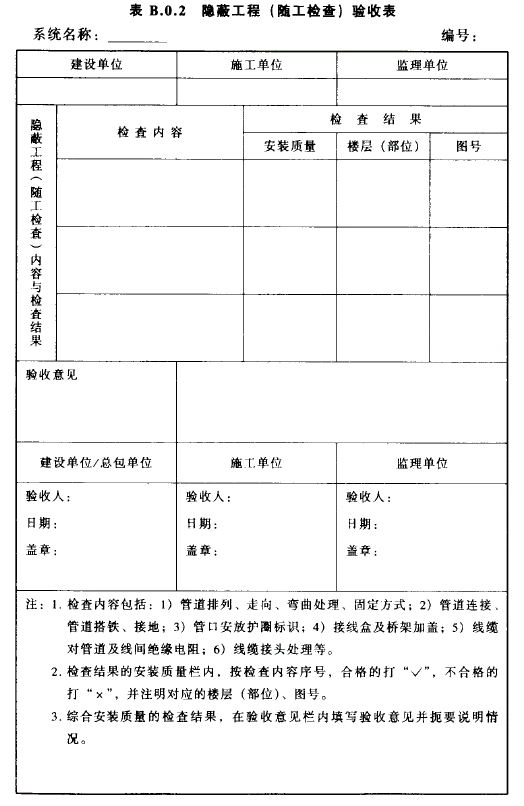 表 B.0.2 隐蔽工程（随工检查）验收表
系统名称：
编号：
建设单位 施工单位 监理单位
隐蔽工程（随工检查）内容与检查结果
检查内容
检查结果
安装质量 楼层（部位） 图号
验收意见
建设单位/总包单位 施工单位 监理单位
验收人： 验收人： 验收人：
日期： 日期： 日期：
盖章： 盖章： 盖章：
注：1. 检查内容包括：1）管道排列、走向、弯曲处理、固定方式；2）管道连接、
管道搭铁、接地；3）管口安放护圈标识；4）接线盒及桥架加盖；5）线缆
对管道及线间绝缘电阻；6）线缆接头处理等。
2. 检查结果的安装质量栏内，按检查内容序号，合格的打“√”，不合格的
打“×”，并注明对应的楼层（部位）、图号。
3. 综合安装质量的检查结果，在验收意见栏内填写验收意见并扼要说明情
况。